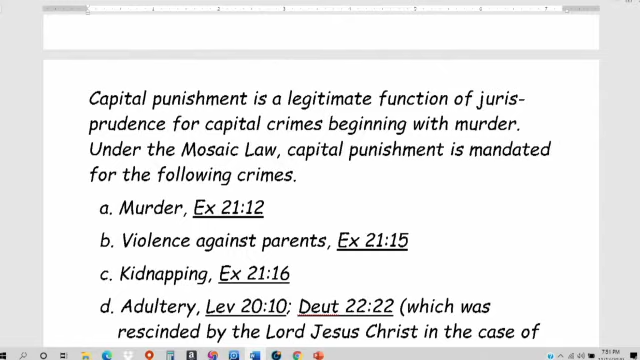 Capital punishment is a legitimate function of juris-
prudence for capital crimes beginning with murder.
Under the Mosaic Law, capital punishment is mandated
for the following crimes.
a. Murder, Ex 21:12
b. Violence against parents, Ex 21:15
c. Kidnapping, Ex 21:16
d. Adultery, Lev 20:10; Deut 22:22 (which was
rescinded by the Lord Jesus Christ in the case of
7:51 PM